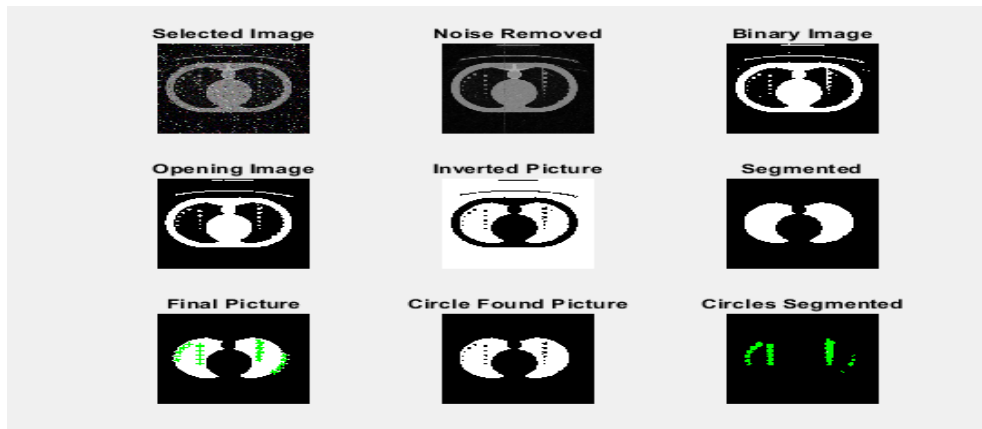 Selected Image
Noise Removed
Binary Image
Opening Image
Inverted Picture
Segmented
Final Picture
Circle Found Picture
Circles Segmented